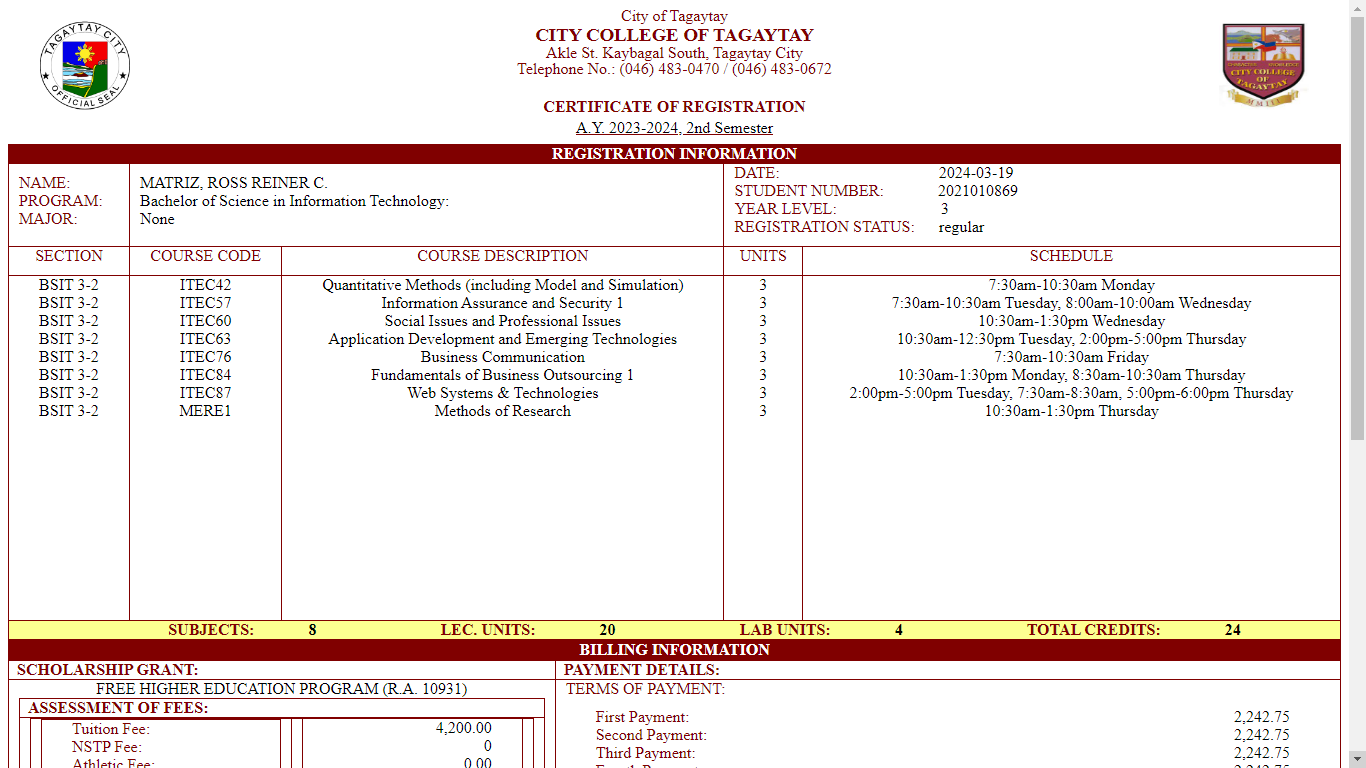 City of Tagaytay
CITY COLLEGE OF TAGAYTAY
Akle St. Kaybagal South, Tagaytay City
Telephone No.: (046) 483-0470 / (046) 483-0672
TAGAYTAY CITY
OFFICIAL SEAL
CITY COLLEGE
OF
TAGAYTAY
MMIII
CERTIFICATE OF REGISTRATION
A.Y. 2023-2024, 2nd Semester
REGISTRATION INFORMATION
NAME: MATRIZ, ROSS REINER C.
PROGRAM: Bachelor of Science in Information Technology:
MAJOR: None
DATE: 2024-03-19
STUDENT NUMBER: 2021010869
YEAR LEVEL: 3
REGISTRATION STATUS: regular
SECTION COURSE CODE COURSE DESCRIPTION UNITS SCHEDULE
BSIT 3-2 ITEC42 Quantitative Methods (including Model and Simulation) 3 7:30am-10:30am Monday
BSIT 3-2 ITEC57 Information Assurance and Security 1 3 7:30am-10:30am Tuesday, 8:00am-10:00am Wednesday
BSIT 3-2 ITEC60 Social Issues and Professional Issues 3 10:30am-1:30pm Wednesday
BSIT 3-2 ITEC63 Application Development and Emerging Technologies 3 10:30am-12:30pm Tuesday, 2:00pm-5:00pm Thursday
BSIT 3-2 ITEC76 Business Communication 3 7:30am-10:30am Friday
BSIT 3-2 ITEC84 Fundamentals of Business Outsourcing 1 3 10:30am-1:30pm Monday, 8:30am-10:30am Thursday
BSIT 3-2 ITEC87 Web Systems & Technologies 3 2:00pm-5:00pm Tuesday, 7:30am-8:30am, 5:00pm-6:00pm Thursday
BSIT 3-2 MERE1 Methods of Research 3 10:30am-1:30pm Thursday
SUBJECTS: 8 LEC. UNITS: 20 LAB UNITS: 4 TOTAL CREDITS: 24
BILLING INFORMATION
SCHOLARSHIP GRANT:
FREE HIGHER EDUCATION PROGRAM (R.A. 10931)
ASSESSMENT OF FEES:
Tuition Fee: 4,200.00
NSTP Fee: 0
Athletic Fee: 0.00
PAYMENT DETAILS:
TERMS OF PAYMENT:
First Payment: 2,242.75
Second Payment: 2,242.75
Third Payment: 2,242.75